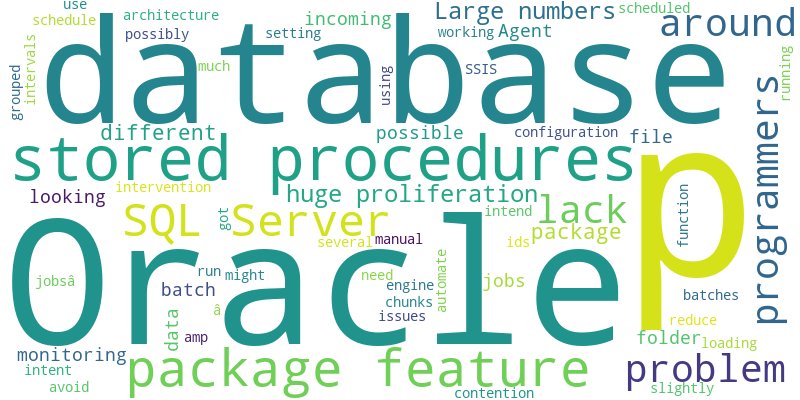 use
architecture
schedule
possibly
setting
incoming
Large numbers
scheduled
working
Agent
around
grouped
intervals
database
much
using
SSIS
running
different
possible
configuration
file
programmers
stored procedures
looking
intervention
huge proliferation
p
function
SQL Server
got
several
manual
intend
ids
lack
package
Oracle
jobsâ
run
might
need
automate
jobs
batch
â
engine
chunks
batches
data
amp
issues
reduce
folder
loading
monitoring
intent
avoid
package feature
contention
problem
slightly